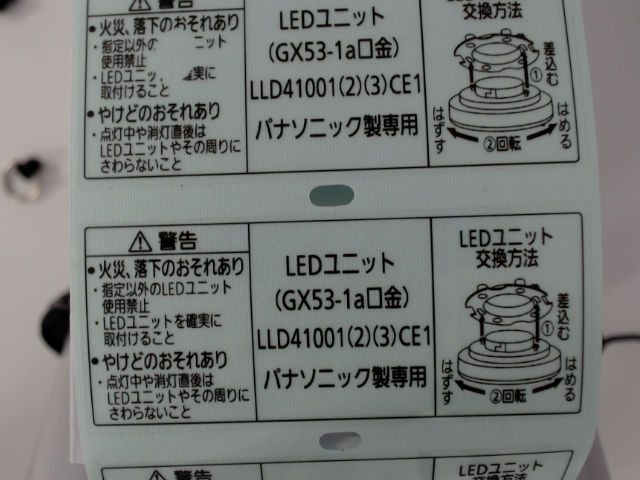 警告
・火災、落下のおそれあり
・指定以外の ユニット
使用禁止
・LEDユニッ 実に
取付けること
・やけどのおそれあり
・点灯中や消灯直後は
LEDユニットやその周りに
さわらないこと
LEDユニット
(GX53-1a口金)
LLD41001(2)(3)CE1
パナソニック製専用
LEDユニット
交換方法
差込む
①
はずす
②回転
はめる
警告
・火災、落下のおそれあり
・指定以外のLEDユニット
使用禁止
・LEDユニットを確実に
取付けること
・やけどのおそれあり
・点灯中や消灯直後は
LEDユニットやその周りに
さわらないこと
LEDユニット
(GX53-1a口金)
LLD41001(2)(3)CE1
パナソニック製専用
LEDユニット
交換方法
差込む
①
はずす
②回転
はめる
警告
LEDユニット
交換方法